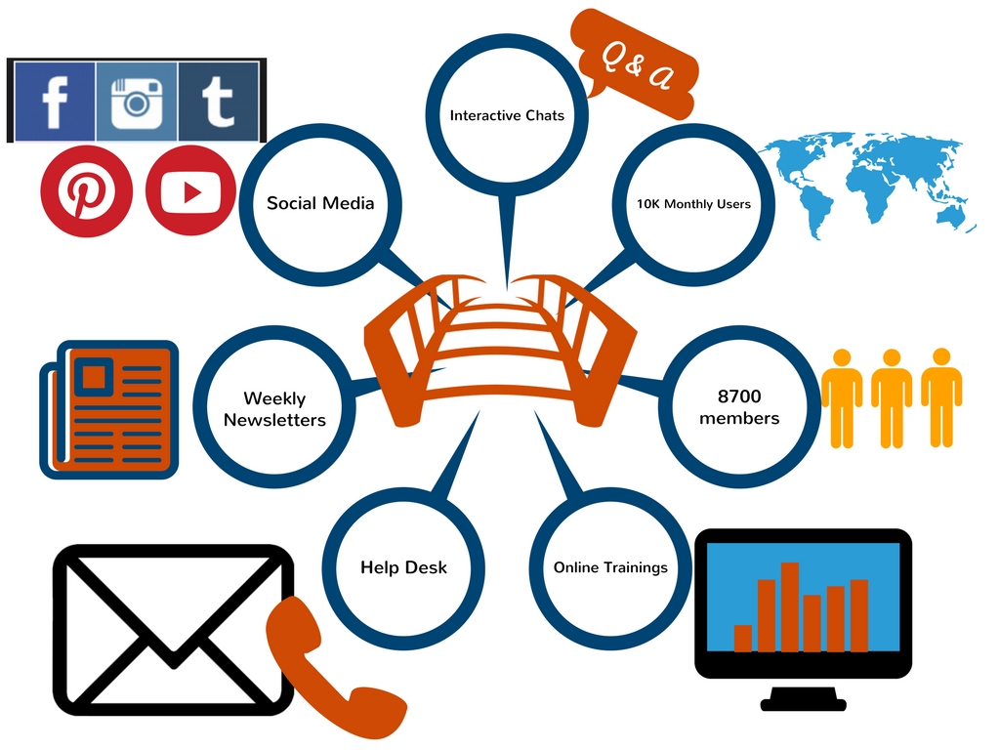 Q & A
Interactive Chats
f
t
Social Media
10K Monthly Users
Weekly
Newsletters
8700
members
Help Desk
Online Trainings